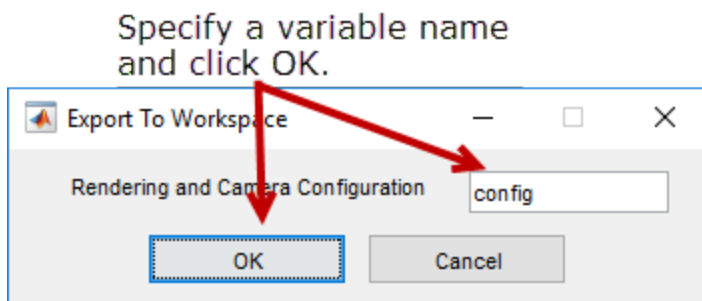 Specify a variable name
and click OK.
Export To Workspace
Rendering and Camera Configuration
config
OK
Cancel